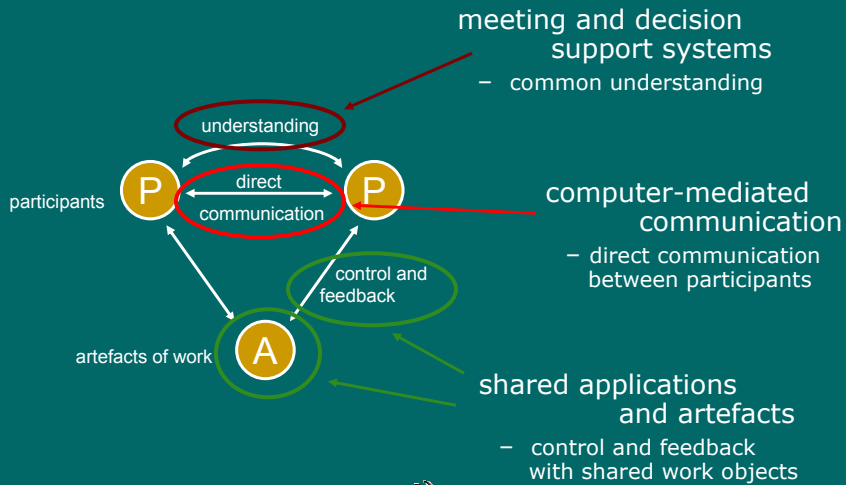 meeting and decision
support systems
– common understanding
understanding
P
direct
P
participants
communication
computer-mediated
communication
– direct communication
between participants
control and
feedback
artefacts of work
A
shared applications
and artefacts
– control and feedback
with shared work objects